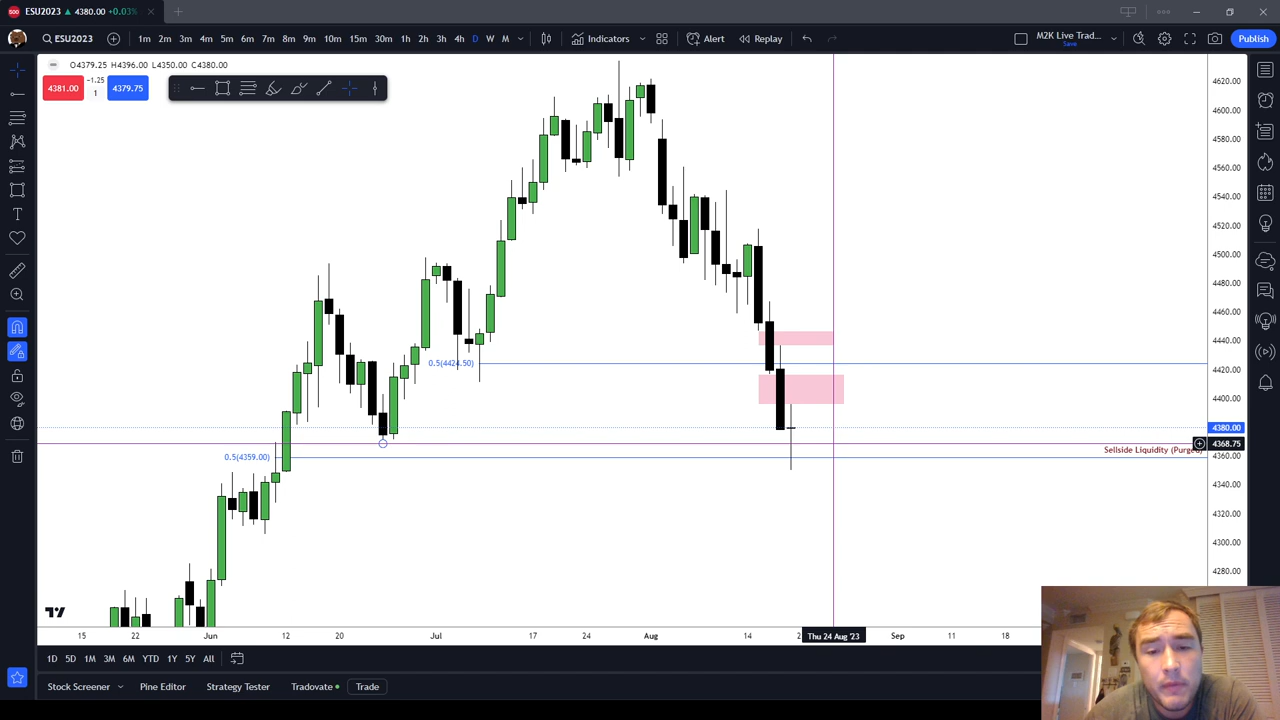 ESU2023 4380.00 +0.03%
ESU2023 1m 2m 3m 4m 5m 6m 7m 8m 9m 10m 15m 30m 1h 2h 3h 4h D W M Indicators Alert Replay M2K Live Trad... Save Publish
O4379.25 H4396.00 L4350.00 C4380.00
4381.00 -1.25 1 4379.75
4620.00
4600.00
4580.00
4560.00
4540.00
4520.00
4500.00
4480.00
4460.00
4440.00
0.5(4424.50)
4420.00
4400.00
4380.00
4368.75
Sellside Liquidity (Purged)
0.5(4359.00) 4360.00
4340.00
4320.00
4300.00
4280.00
15 22 Jun 12 20 Jul 17 24 Aug 14 Thu 24 Aug '23 Sep 11 18
1D 5D 1M 3M 6M YTD 1Y 5Y All
Stock Screener Pine Editor Strategy Tester Tradovate Trade